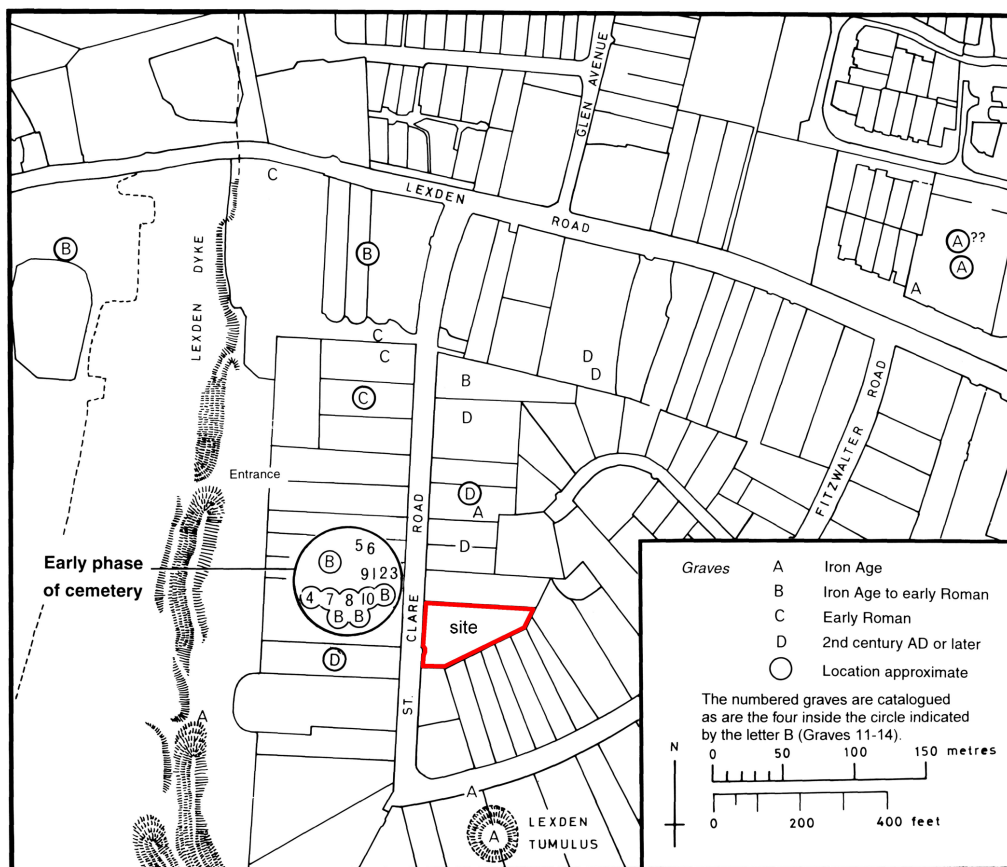 GLEN AVENUE
LEXDEN ROAD
C
B
B
A ??
A
A
LEXDEN DYKE
C
C
D
D
B
C
D
FITZWALTER ROAD
Entrance
D
A
ST. CLARE ROAD
D
Early phase
of cemetery
5 6
B
9 1 2 3
4 7 8 10 B
B B
site
D
A
A
A
LEXDEN
TUMULUS
Graves
A Iron Age
B Iron Age to early Roman
C Early Roman
D 2nd century AD or later
Location approximate
The numbered graves are catalogued
as are the four inside the circle indicated
by the letter B (Graves 11-14).
N
0 50 100 150 metres
0 200 400 feet